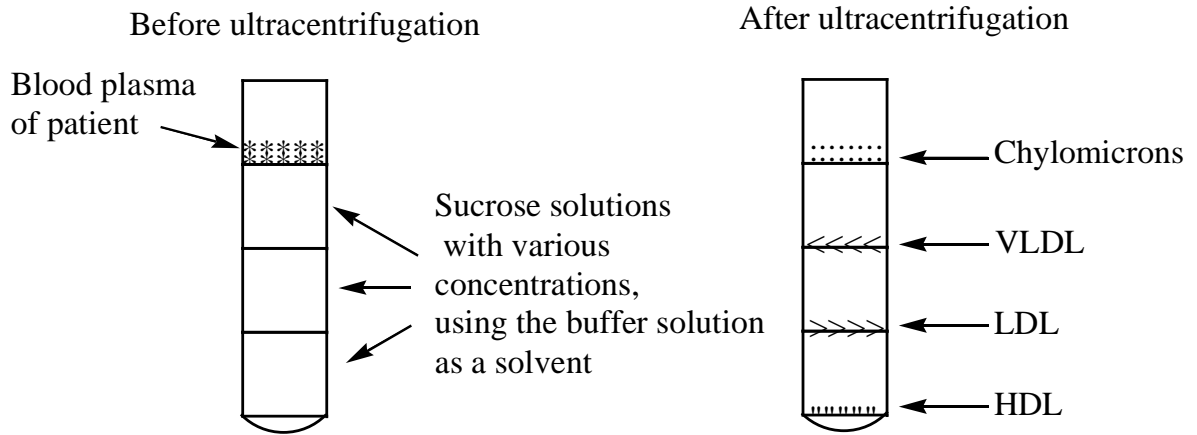 Before ultracentrifugation
After ultracentrifugation
Blood plasma
of patient
Sucrose solutions
with various
concentrations,
using the buffer solution
as a solvent
Chylomicrons
VLDL
LDL
HDL